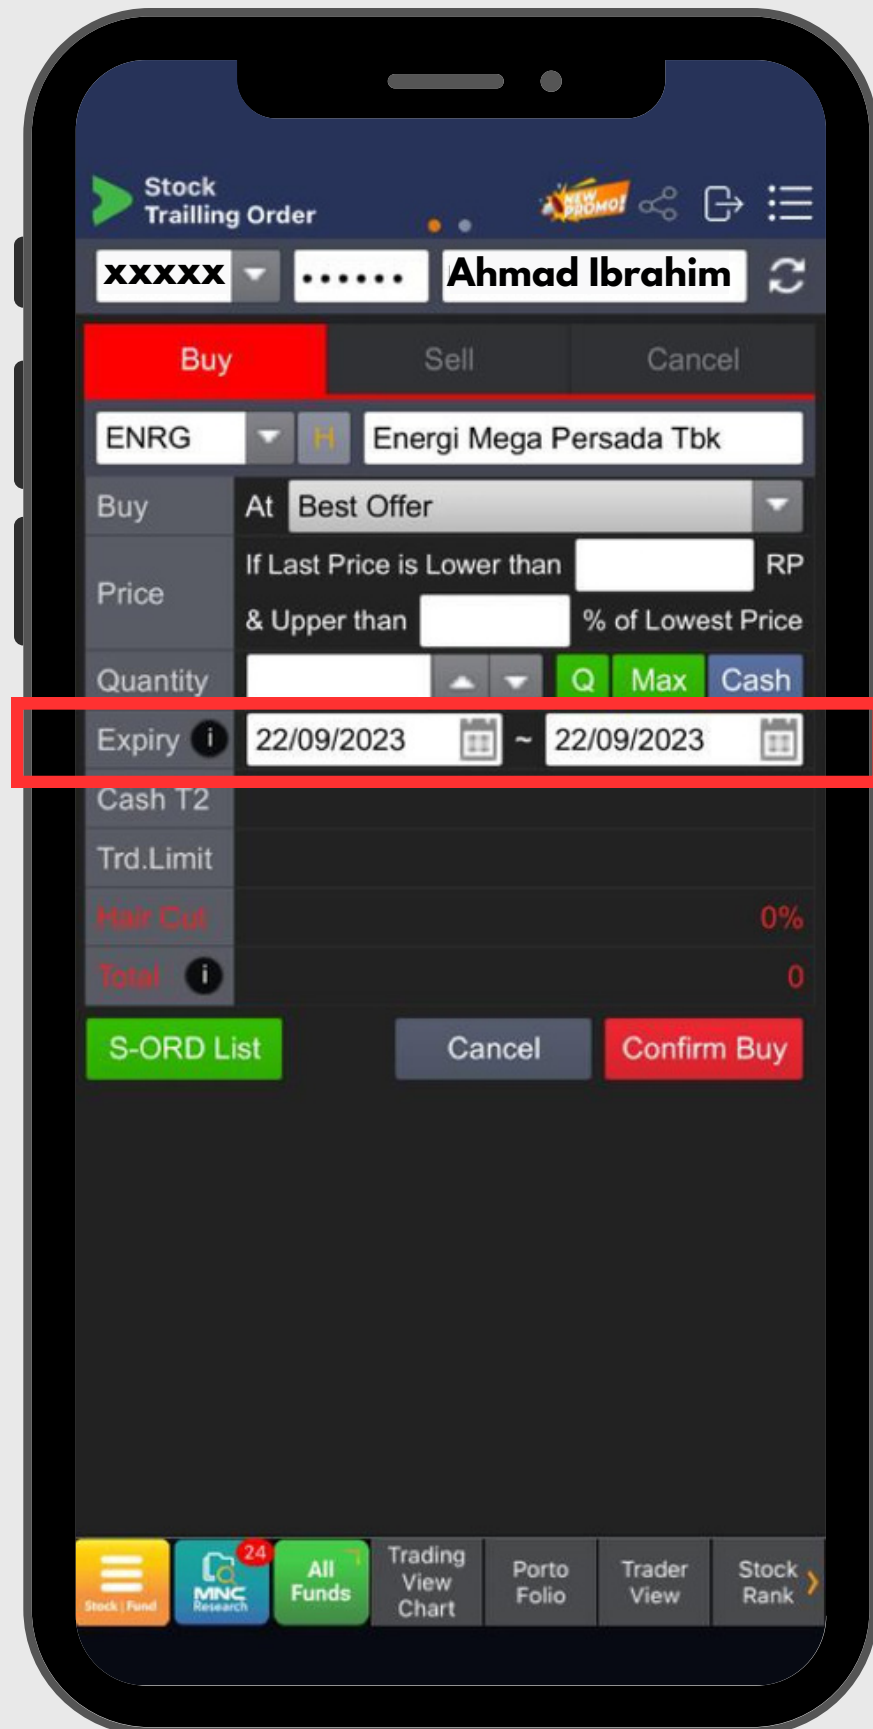 Stock
Trailling Order
NEW
PROMO!
xxxxx
Ahmad Ibrahim
Buy Sell Cancel
ENRG H Energi Mega Persada Tbk
Buy At Best Offer
Price If Last Price is Lower than RP
& Upper than % of Lowest Price
Quantity Q Max Cash
Expiry i 22/09/2023 ~ 22/09/2023
Cash T2
Trd.Limit
Hair Cut 0%
Total i 0
S-ORD List Cancel Confirm Buy
Stock | Fund
24
MNC
Research
All
Funds
Trading
View
Chart
Porto
Folio
Trader
View
Stock
Rank